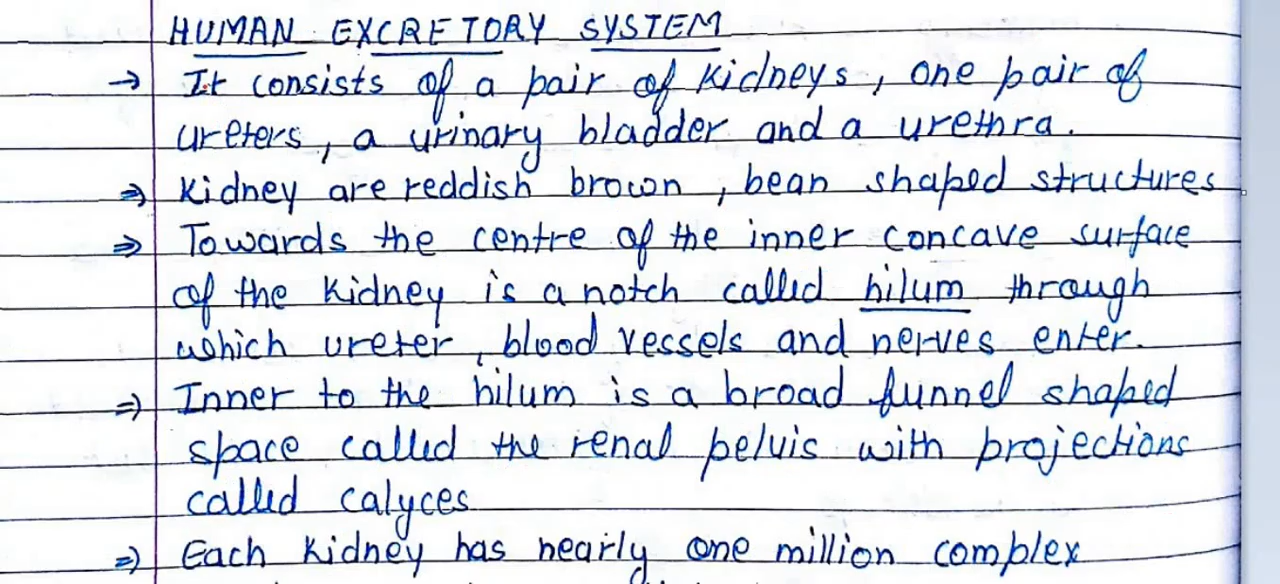 HUMAN EXCRETORY SYSTEM
→ It consists of a pair of Kidneys, one pair of
ureters, a urinary bladder and a urethra.
⇒ Kidney are reddish brown, bean shaped structures
⇒ Towards the centre of the inner concave surface
of the Kidney is a notch called hilum through
which ureter, blood vessels and nerves enter.
⇒ Inner to the hilum is a broad funnel shaped
space called the renal pelvis with projections
called calyces
⇒ Each Kidney has nearly one million complex